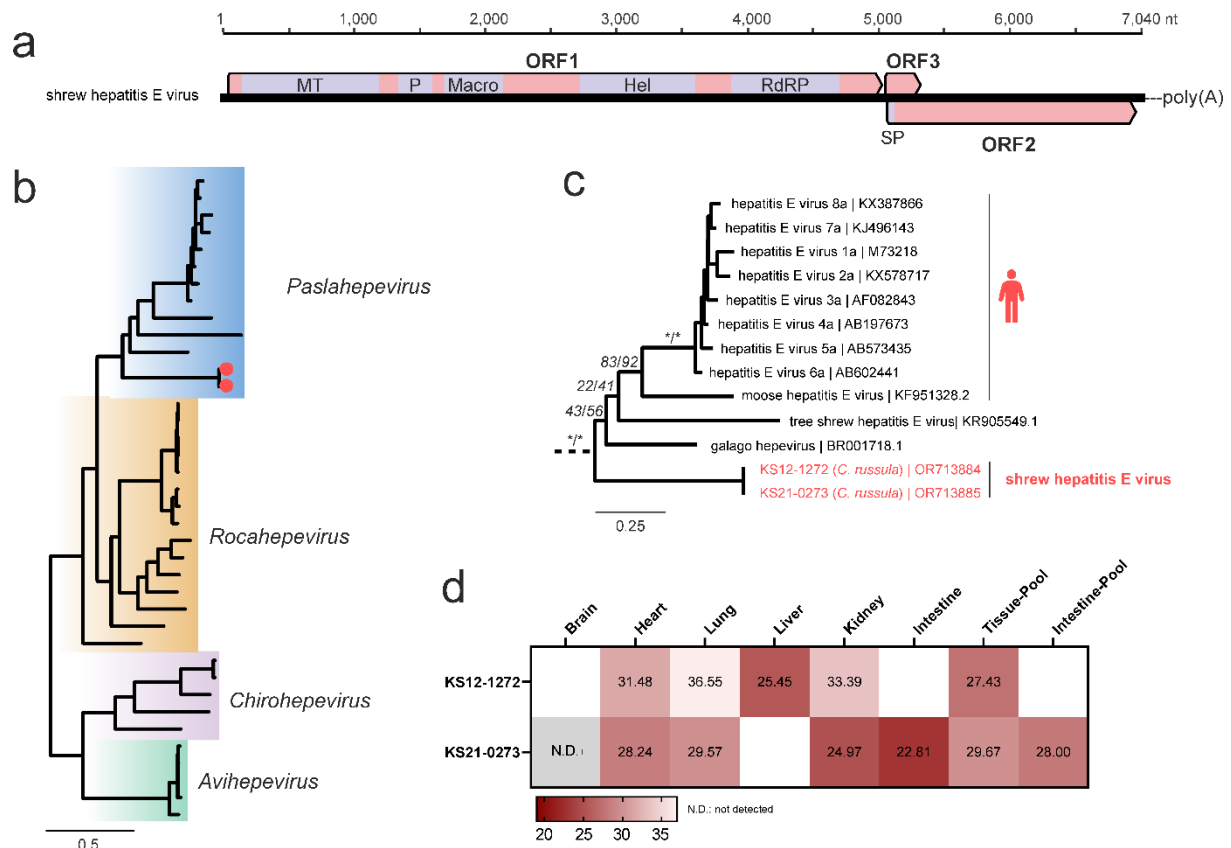 1 1,000 2,000 3,000 4,000 5,000 6,000 7,040 nt
a
ORF1 ORF3
MT P Macro Hel RdRP
shrew hepatitis E virus
---poly(A)
SP
ORF2
b
Paslahepevirus
Rocahepevirus
Chirohepevirus
Avihepevirus
0.5
c
hepatitis E virus 8a | KX387866
hepatitis E virus 7a | KJ496143
hepatitis E virus 1a | M73218
hepatitis E virus 2a | KX578717
hepatitis E virus 3a | AF082843
hepatitis E virus 4a | AB197673
*/*
hepatitis E virus 5a | AB573435
83/92
hepatitis E virus 6a | AB602441
22/41
moose hepatitis E virus | KF951328.2
43/56
tree shrew hepatitis E virus| KR905549.1
*/*
galago hepevirus | BR001718.1
KS12-1272 (C. russula) | OR713884
shrew hepatitis E virus
KS21-0273 (C. russula) | OR713885
0.25
d
Brain Heart Lung Liver Kidney Intestine Tissue-Pool Intestine-Pool
KS12-1272 31.48 36.55 25.45 33.39 27.43
KS21-0273 N.D. 28.24 29.57 24.97 22.81 29.67 28.00
N.D.: not detected
20 25 30 35